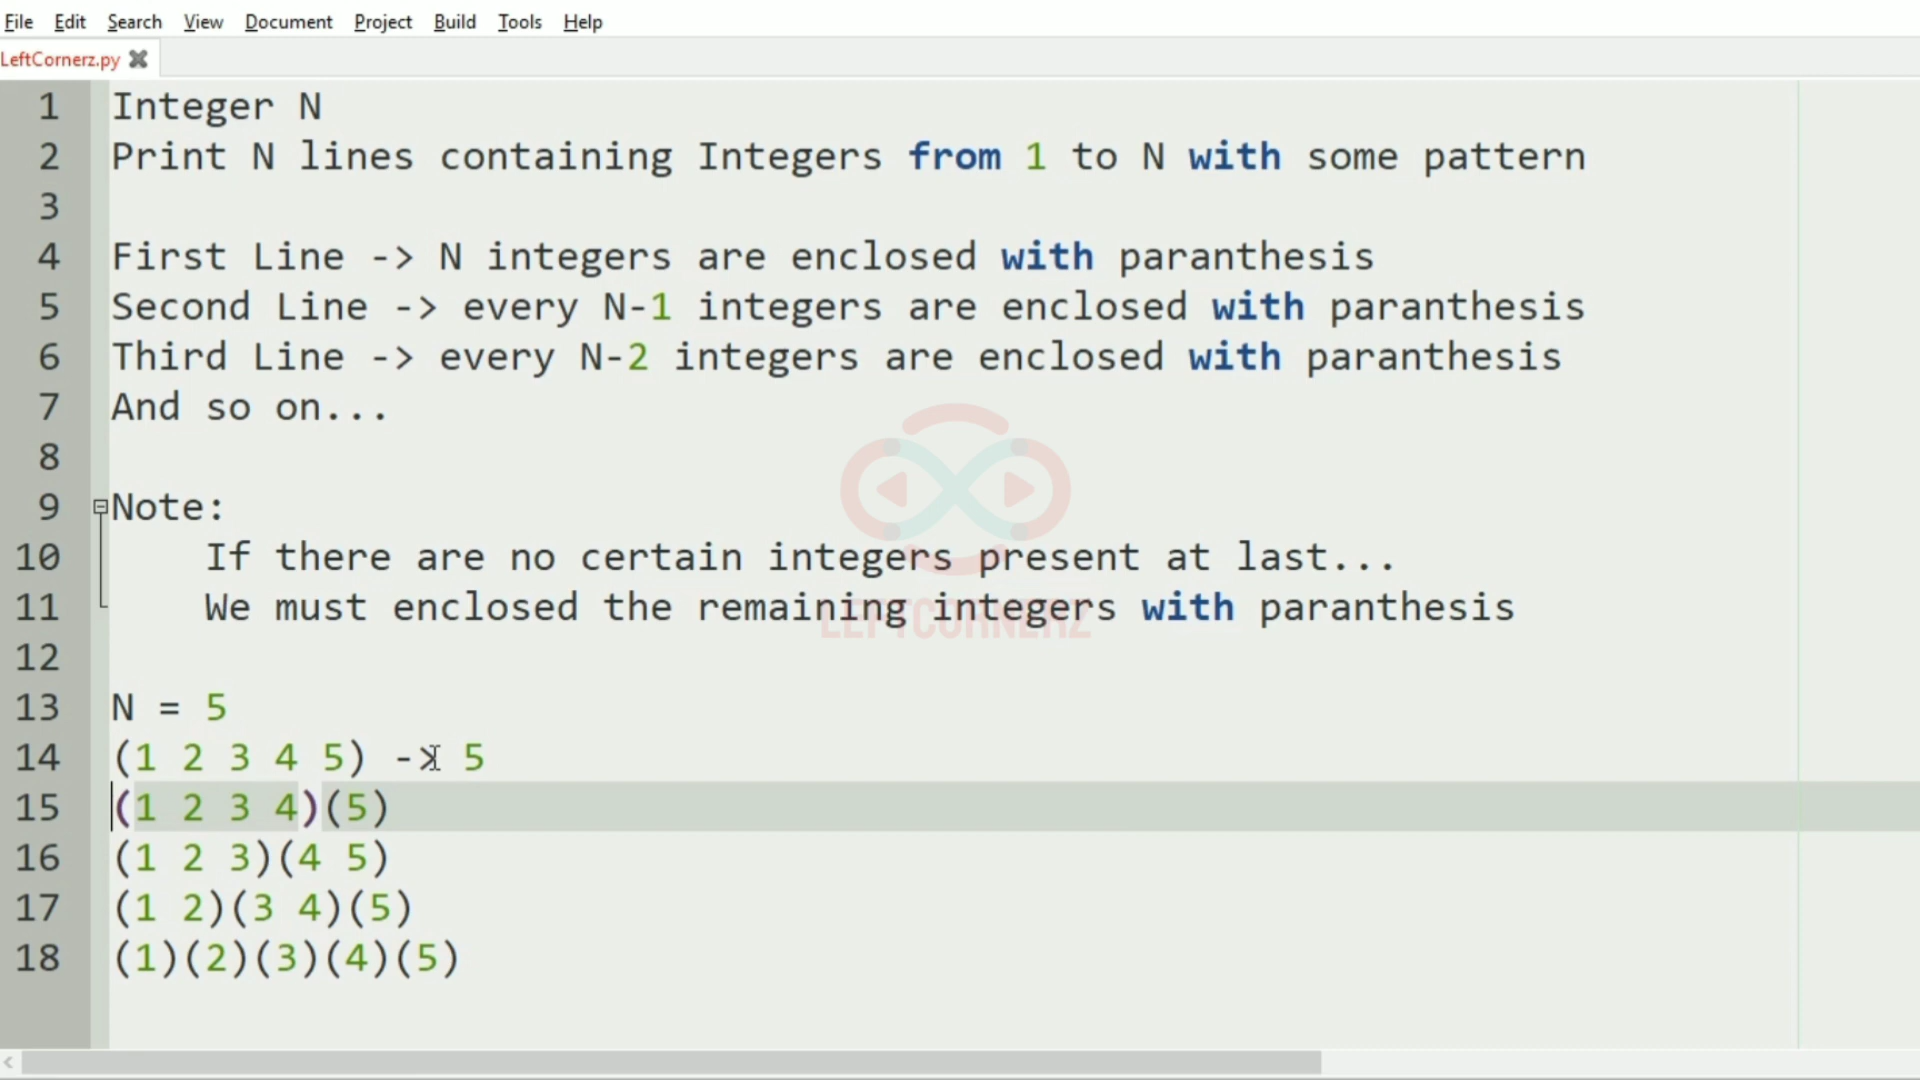 File Edit Search View Document Project Build Tools Help
LeftCornerz.py
1 Integer N
2 Print N lines containing Integers from 1 to N with some pattern
3
4 First Line -> N integers are enclosed with paranthesis
5 Second Line -> every N-1 integers are enclosed with paranthesis
6 Third Line -> every N-2 integers are enclosed with paranthesis
7 And so on...
8
9 Note:
10 If there are no certain integers present at last...
11 We must enclosed the remaining integers with paranthesis
LEFTCORNERZ
12
13 N = 5
14 (1 2 3 4 5) -> 5
15 (1 2 3 4)(5)
16 (1 2 3)(4 5)
17 (1 2)(3 4)(5)
18 (1)(2)(3)(4)(5)